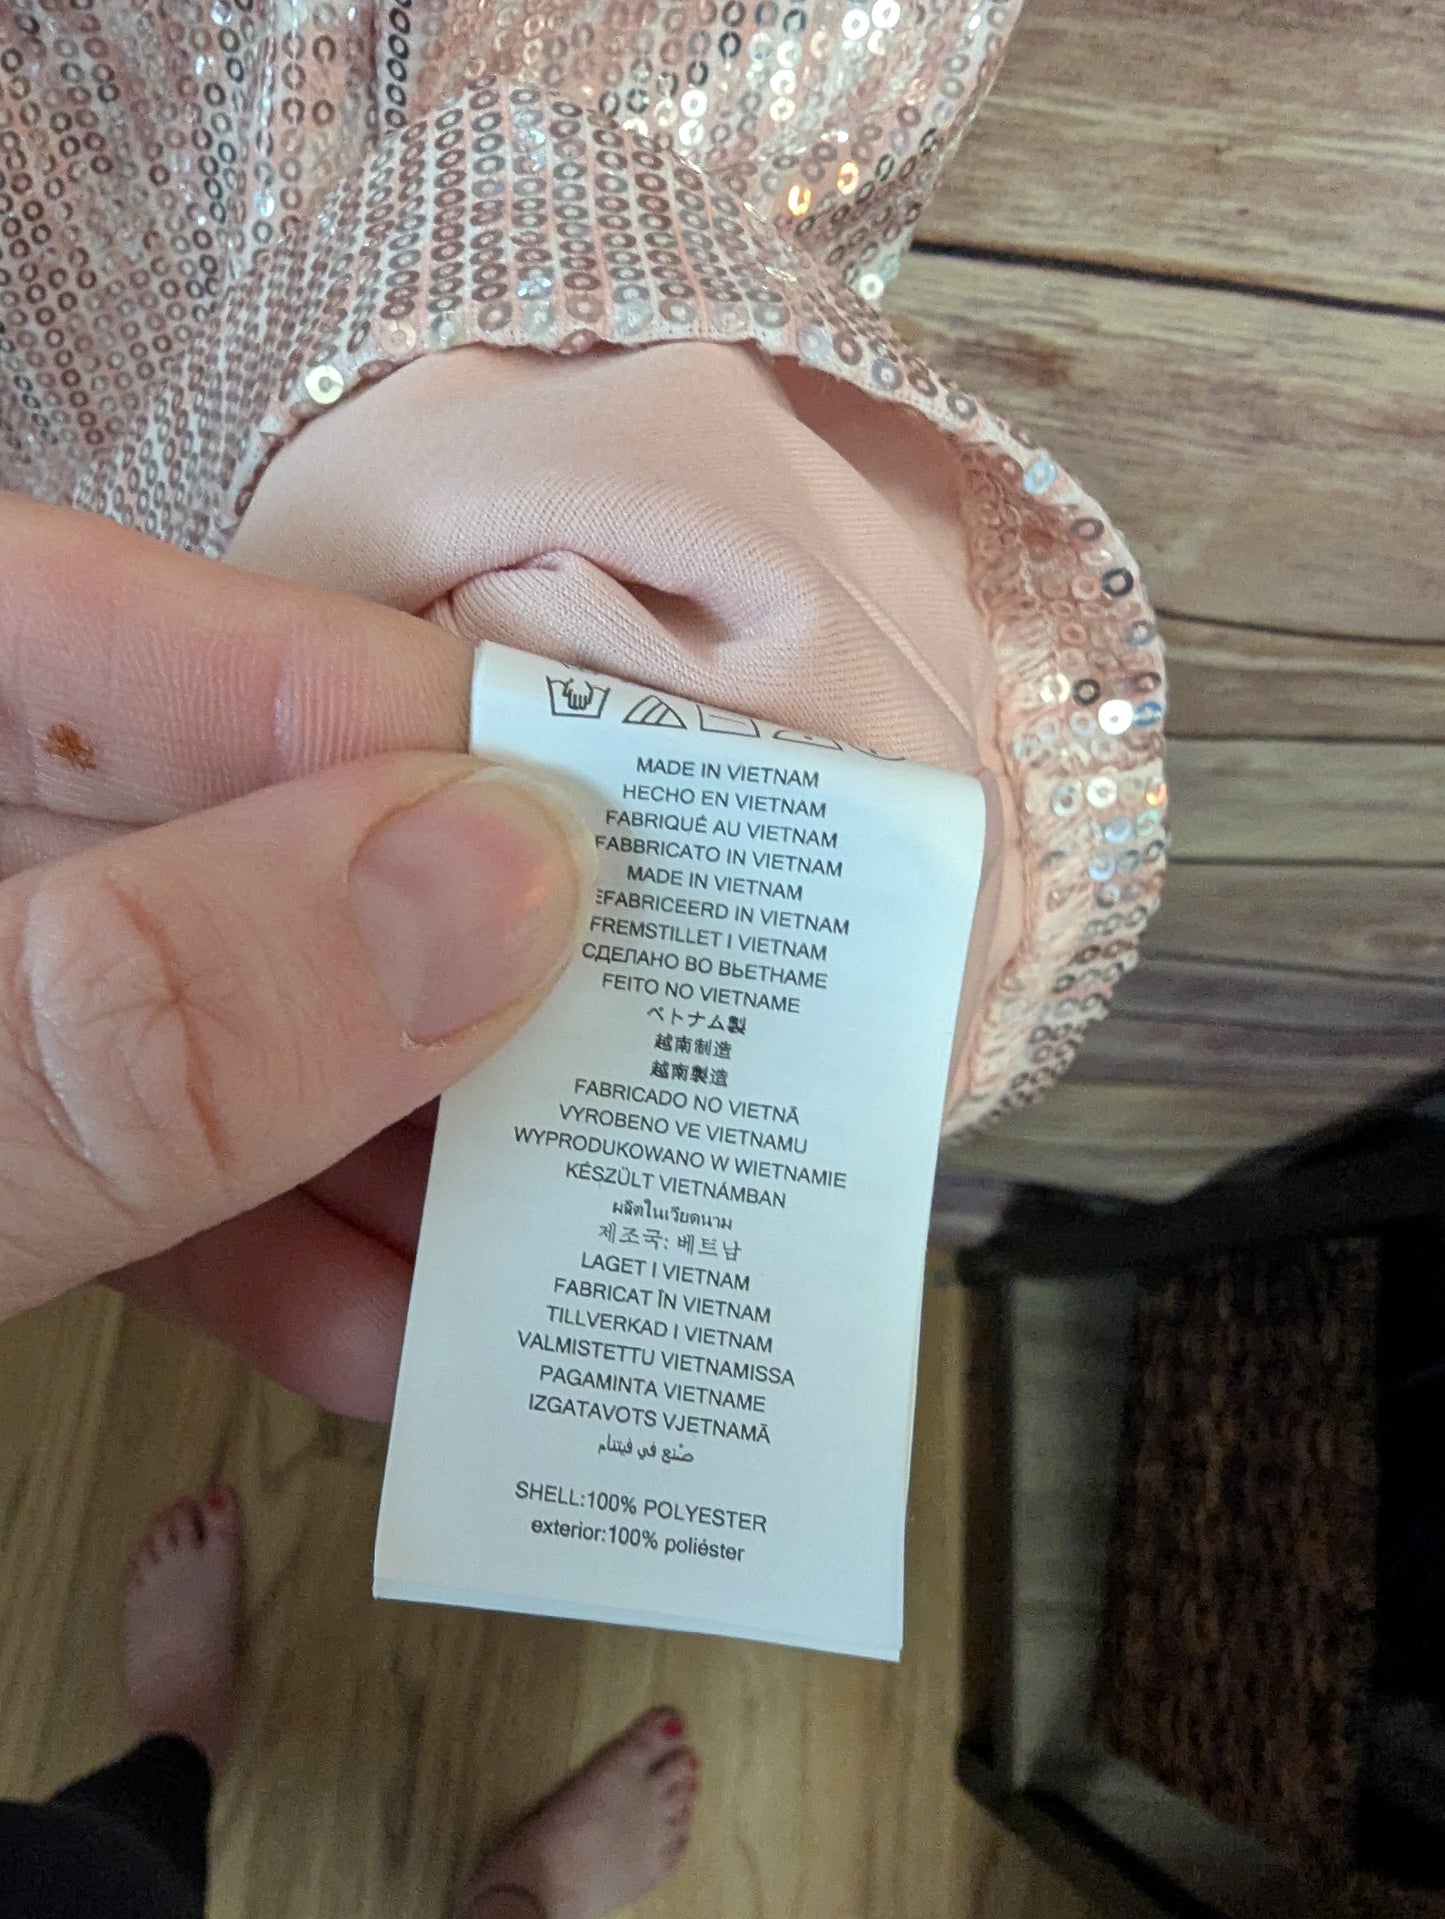 MADE IN VIETNAM
HECHO EN VIETNAM
FABRIQUÉ AU VIETNAM
FABBRICATO IN VIETNAM
MADE IN VIETNAM
EFABRICEERD IN VIETNAM
FREMSTILLET I VIETNAM
СДЕЛАНО ВО ВЬЕТНАМЕ
FEITO NO VIETNAME
ベトナム製
越南制造
越南製造
FABRICADO NO VIETNÃ
VYROBENO VE VIETNAMU
WYPRODUKOWANO W WIETNAMIE
KÉSZÜLT VIETNÁMBAN
ผลิตในเวียดนาม
제조국: 베트남
LAGET I VIETNAM
FABRICAT ÎN VIETNAM
TILLVERKAD I VIETNAM
VALMISTETTU VIETNAMISSA
PAGAMINTA VIETNAME
IZGATAVOTS VJETNAMĀ
صُنع في فيتنام
SHELL:100% POLYESTER
exterior:100% poliéster